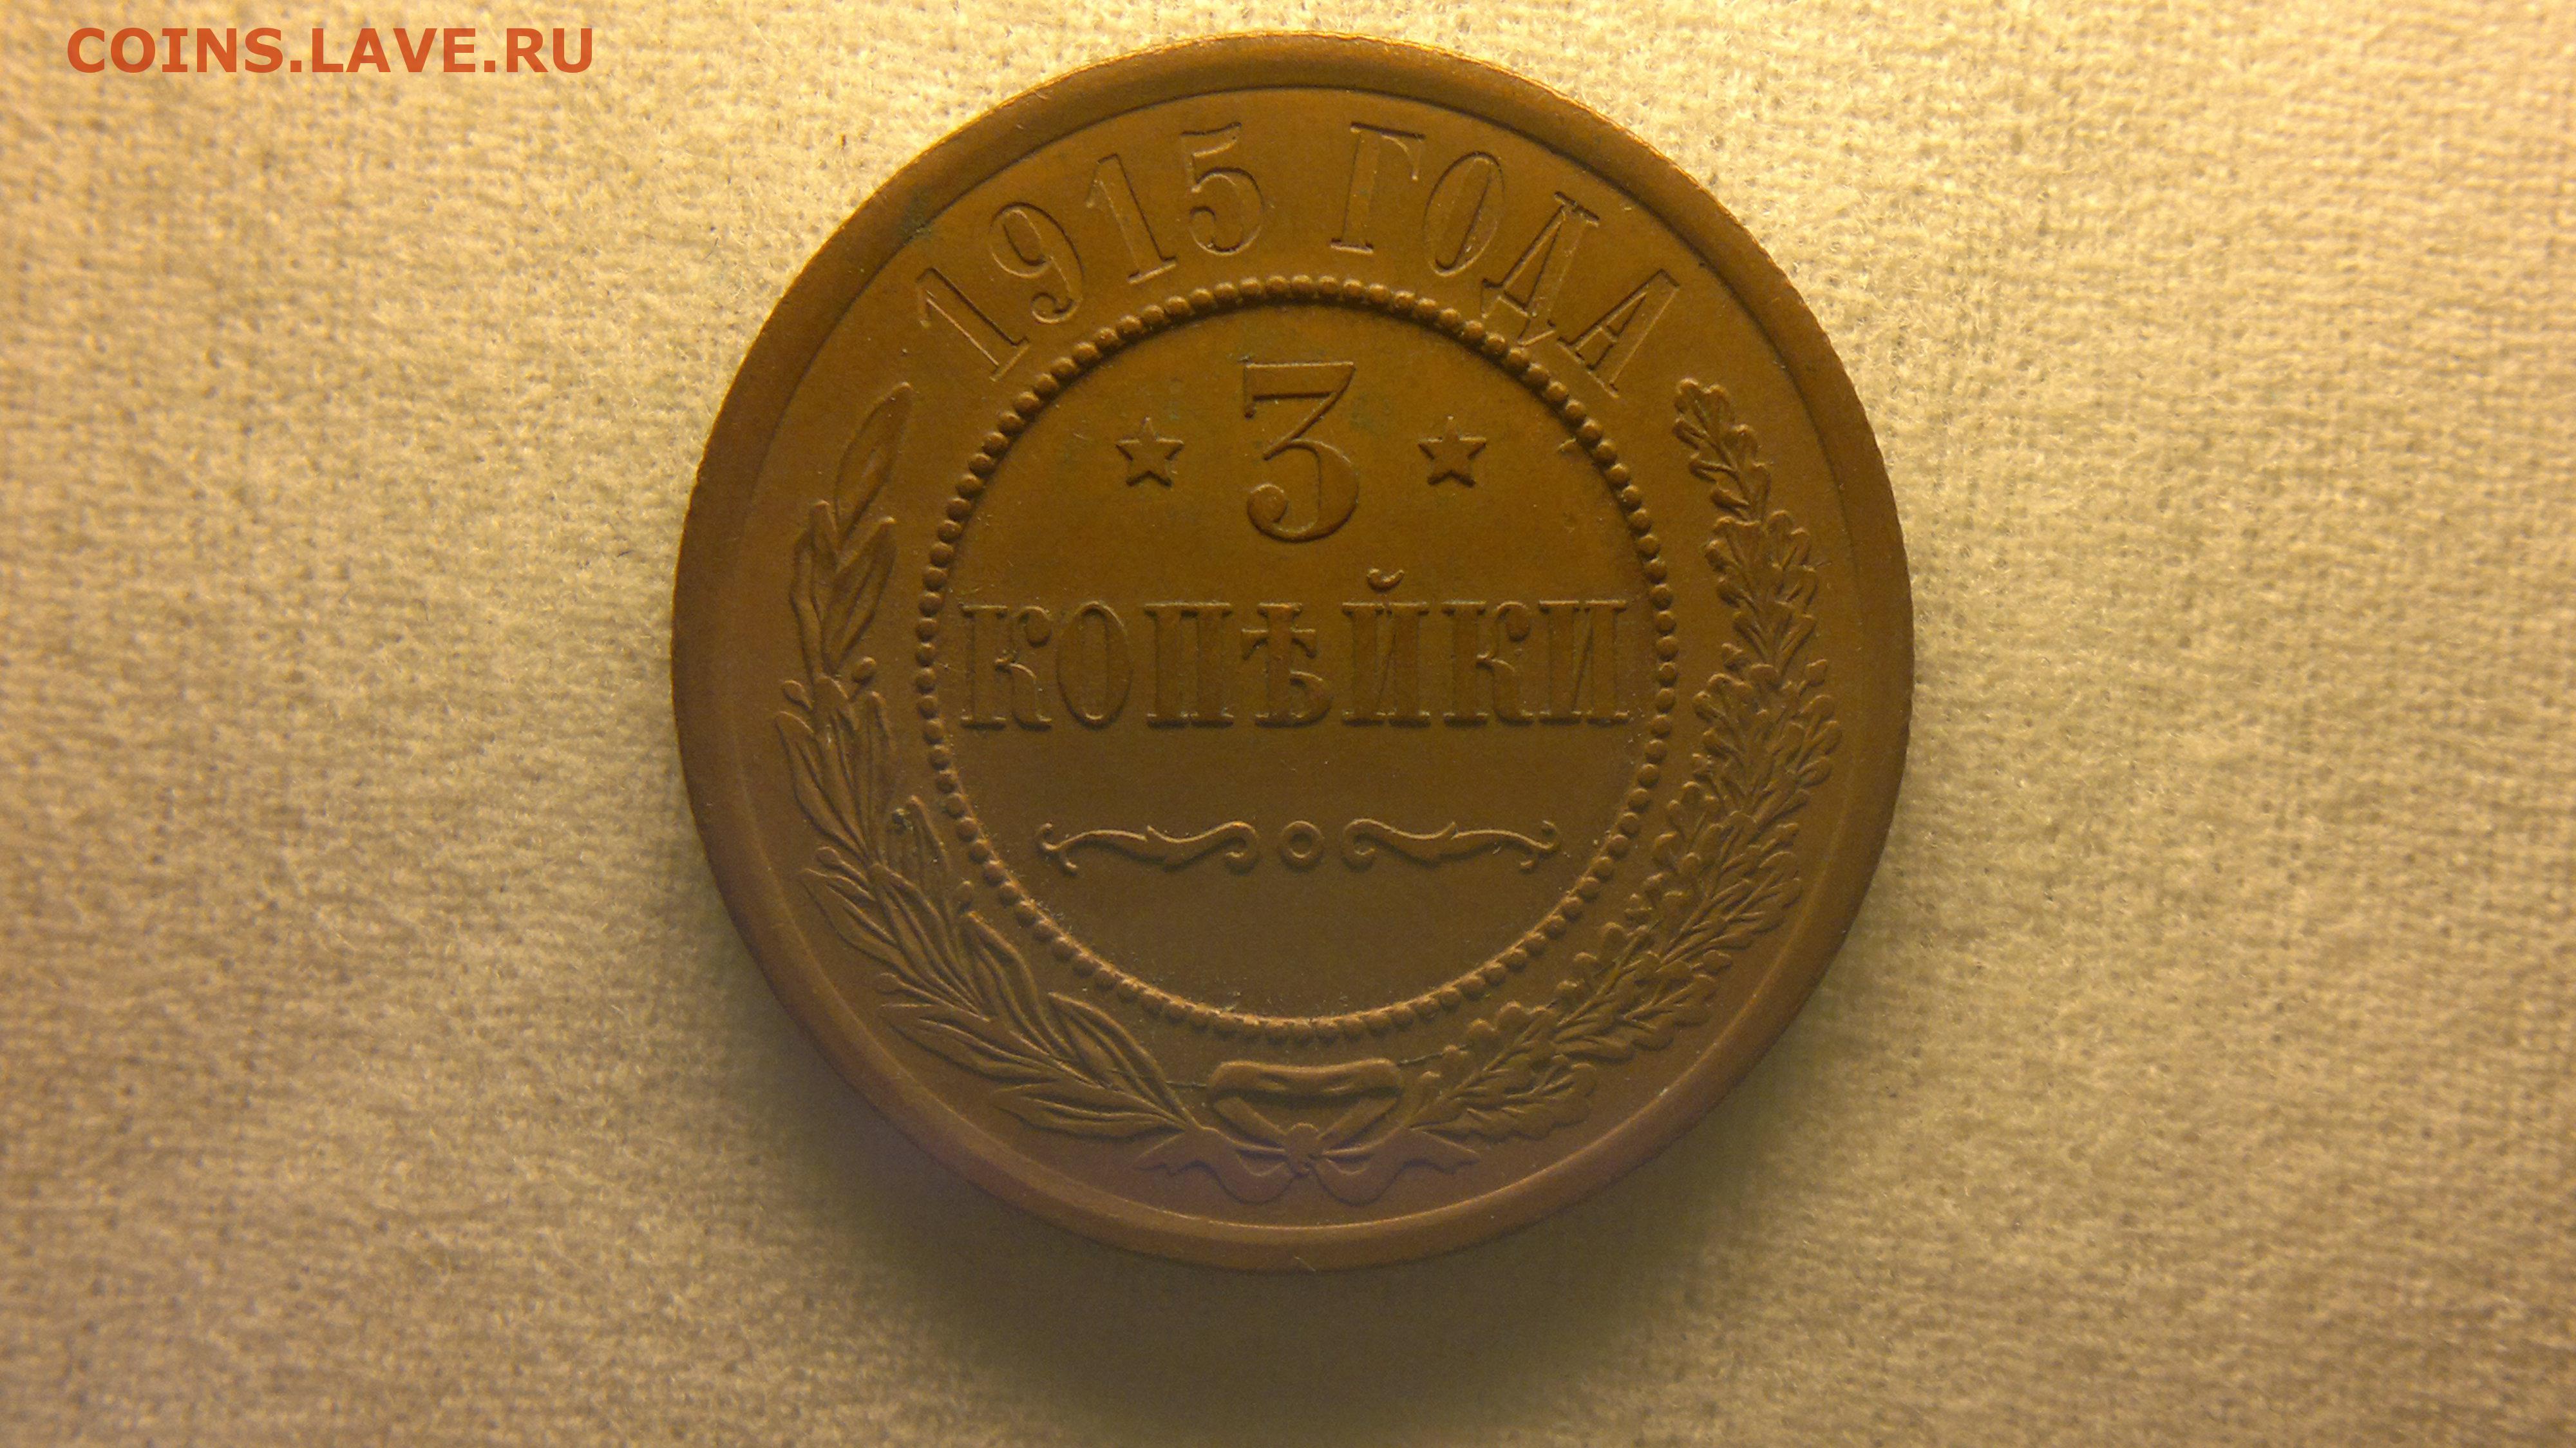 COINS.LAVE.RU
1915 ГОДА
3
КОПѢЙКИ